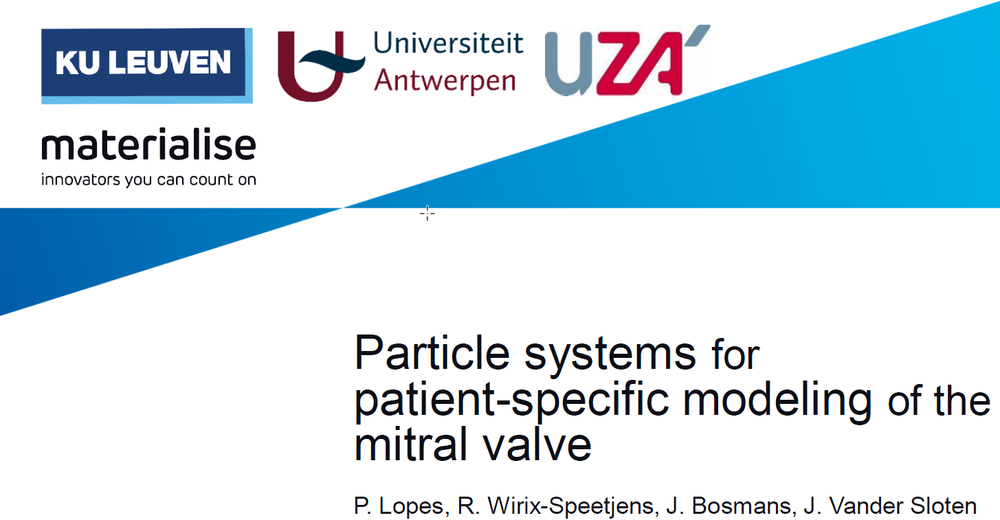 KU LEUVEN
Universiteit
Antwerpen
UZA
materialise
innovators you can count on
Particle systems for
patient-specific modeling of the
mitral valve
P. Lopes, R. Wirix-Speetjens, J. Bosmans, J. Vander Sloten